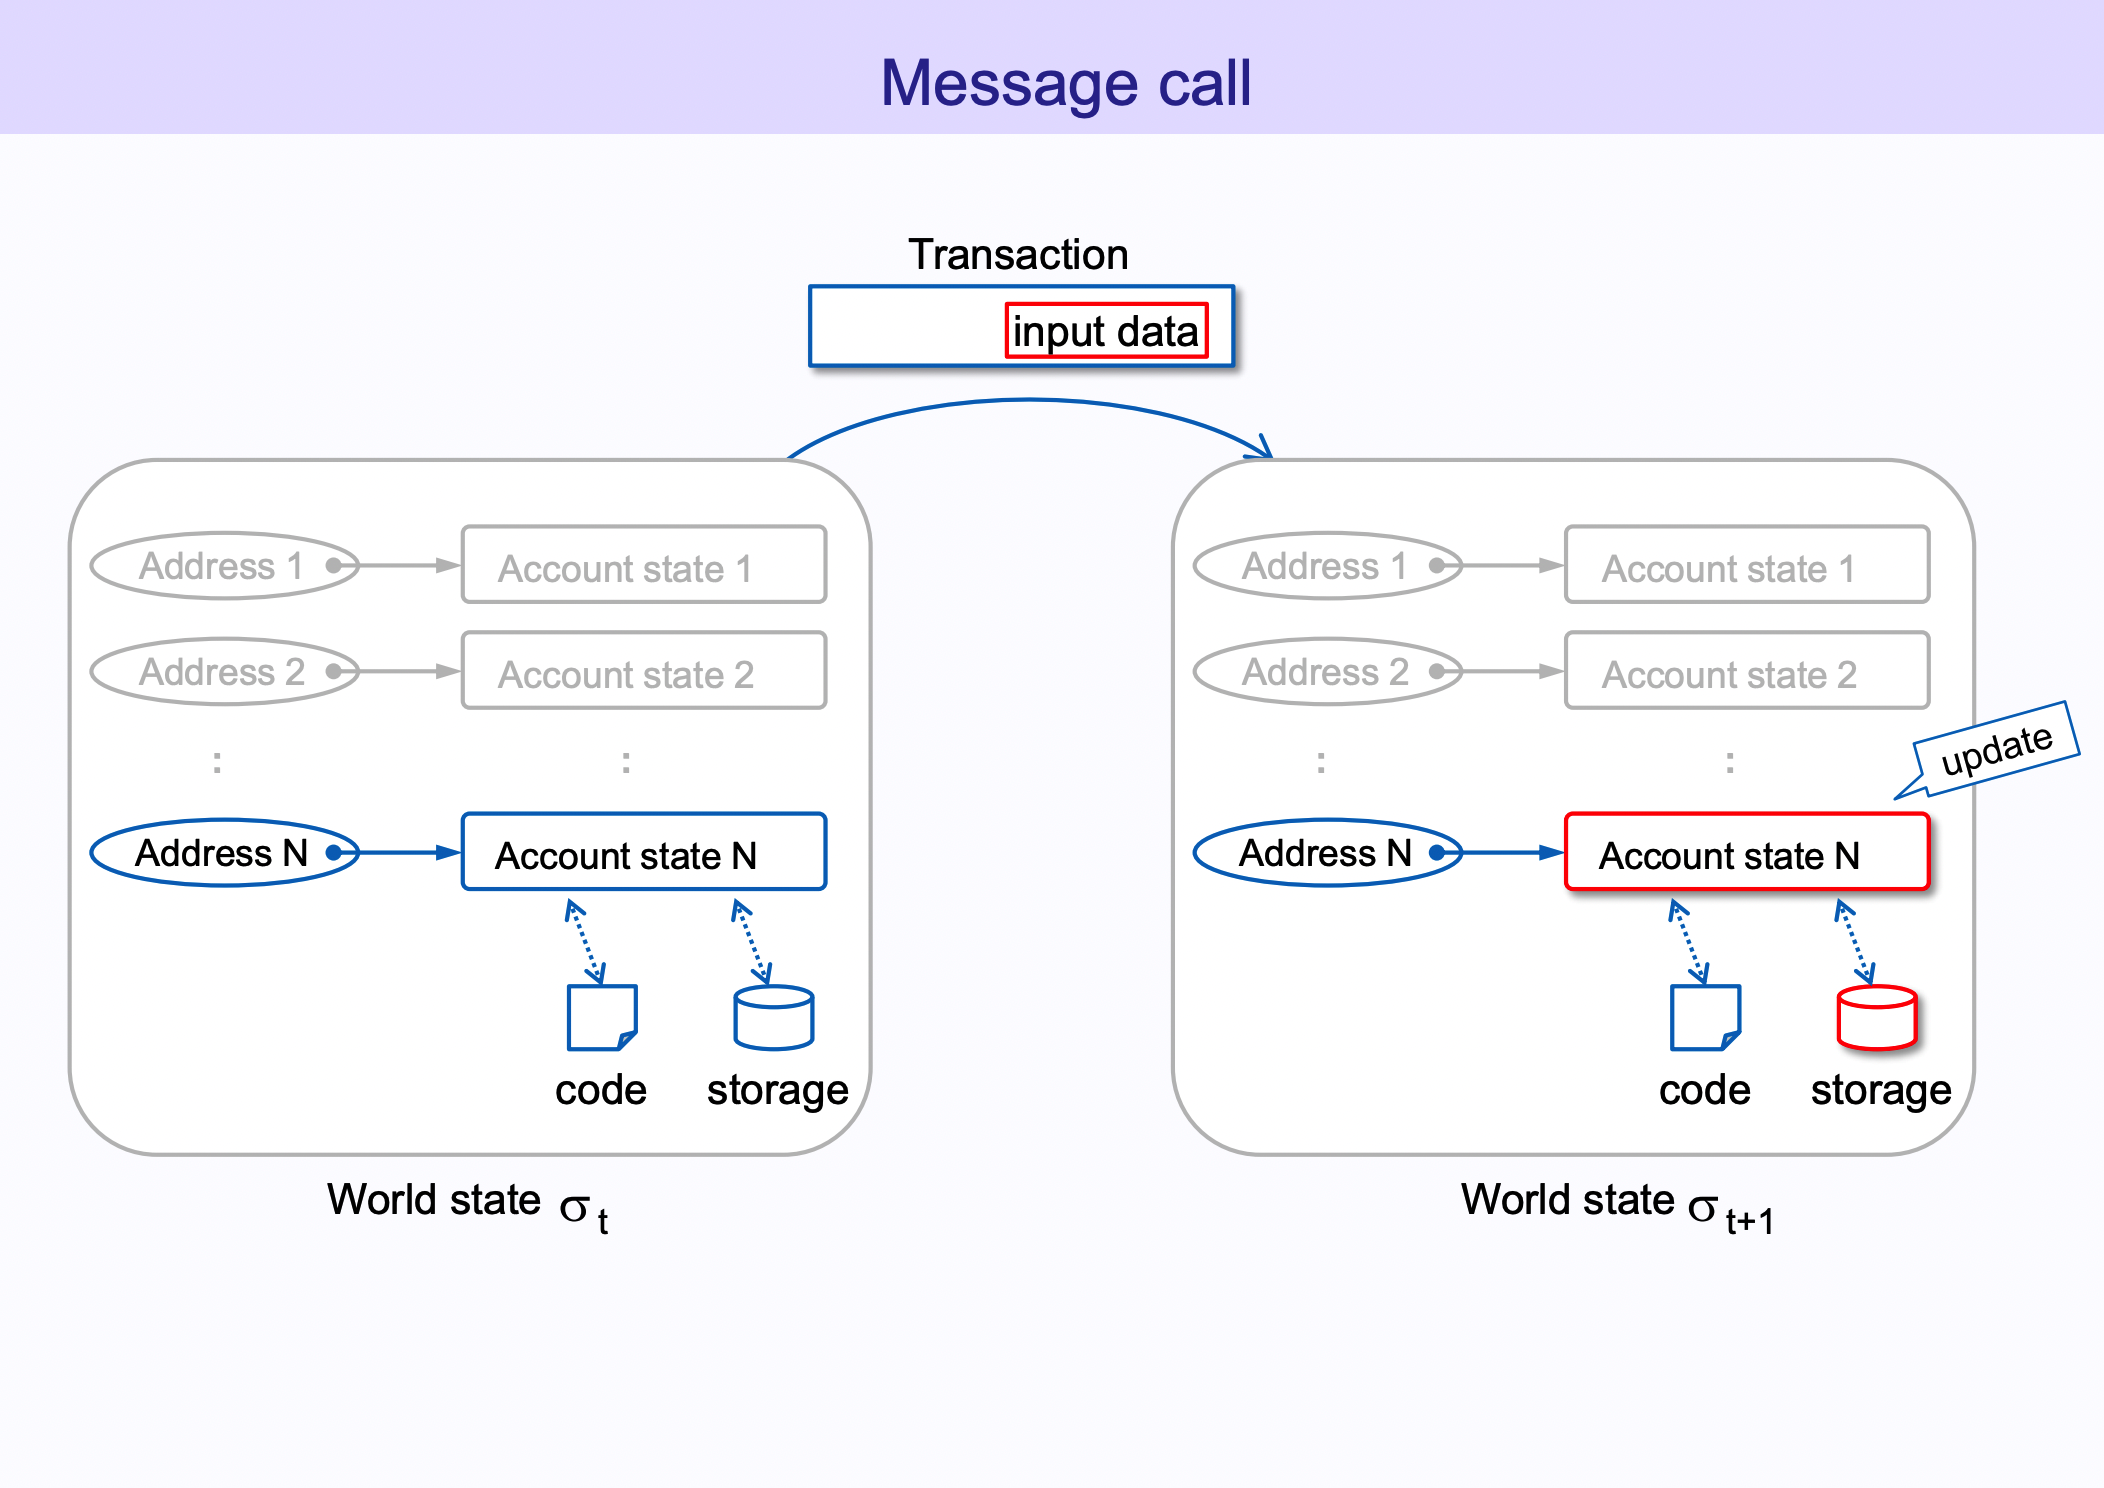 Message call
Transaction
input data
Address 1
Account state 1
Address 2
Account state 2
:
:
Address N
Account state N
code
storage
World state σ t
Address 1
Account state 1
Address 2
Account state 2
:
:
update
Address N
Account state N
code
storage
World state σ t+1